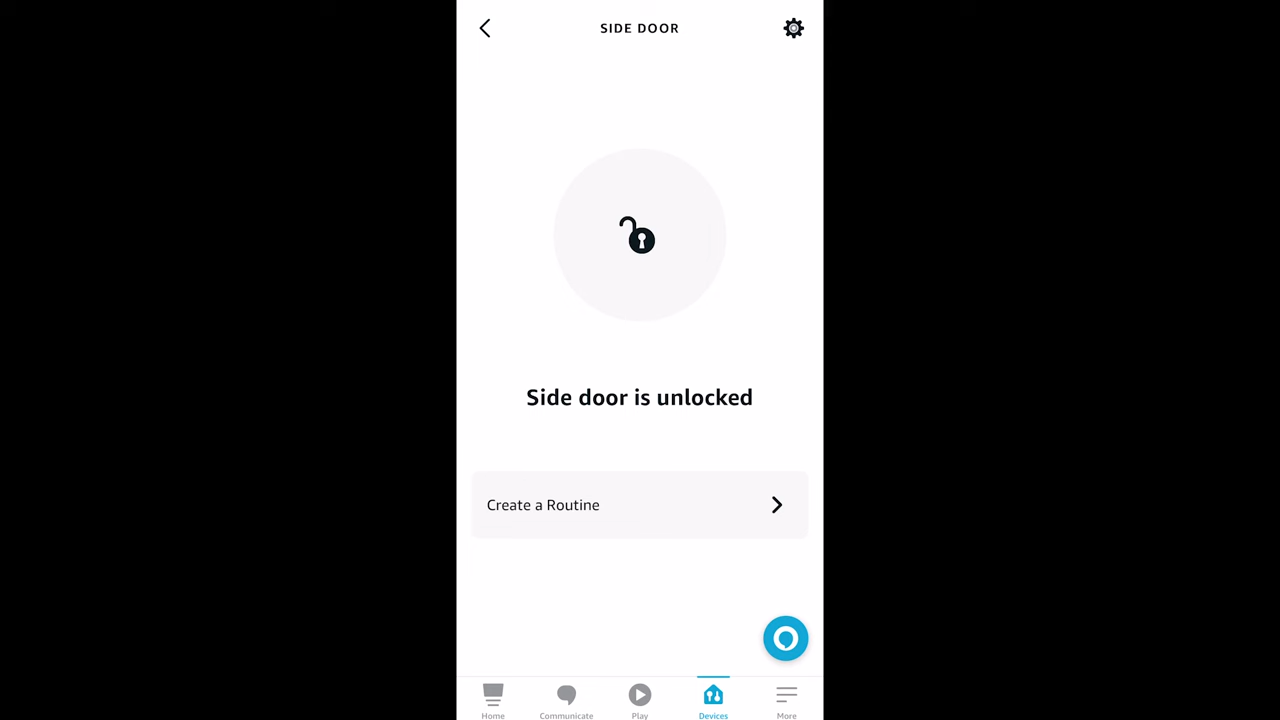 SIDE DOOR
Side door is unlocked
Create a Routine
Home
Communicate
Play
Devices
More